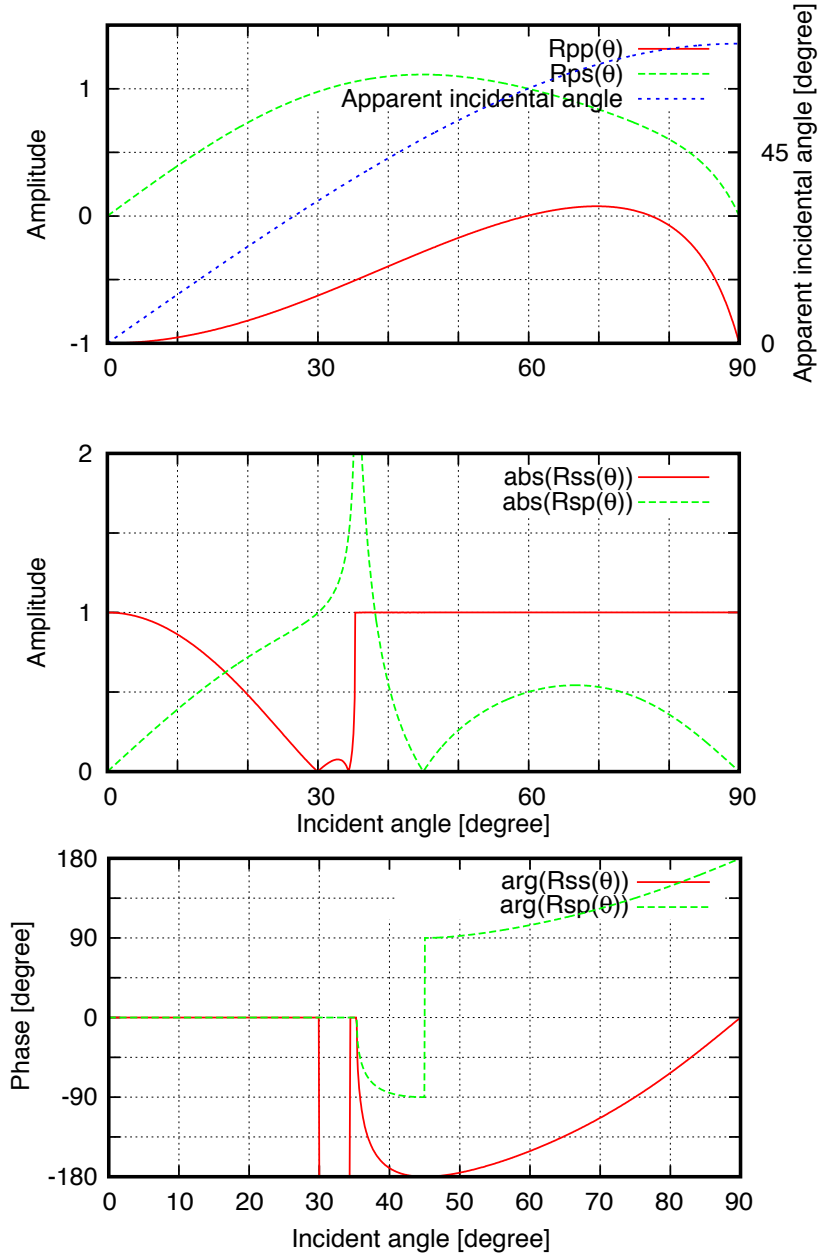 Rpp(θ)
Rps(θ)
Apparent incidental angle
1
0
-1
Amplitude
45
0
Apparent incidental angle [degree]
0 30 60 90
abs(Rss(θ))
abs(Rsp(θ))
2
1
0
Amplitude
0 30 60 90
Incident angle [degree]
arg(Rss(θ))
arg(Rsp(θ))
180
90
0
-90
-180
Phase [degree]
0 10 20 30 40 50 60 70 80 90
Incident angle [degree]